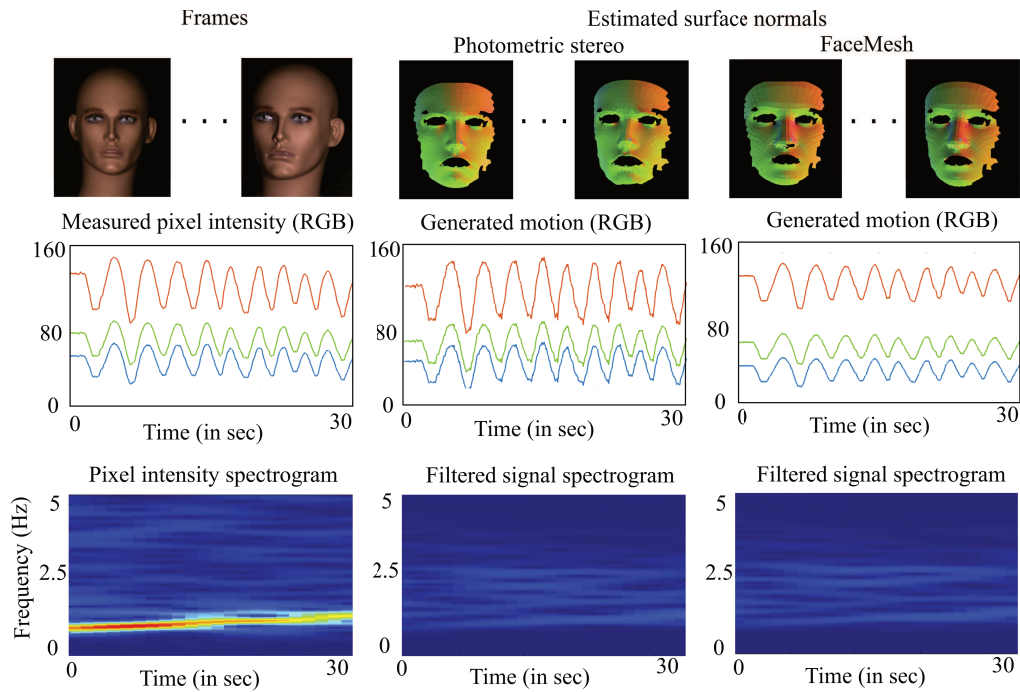 Frames
Estimated surface normals
Photometric stereo
FaceMesh
. . .
. . .
. . .
Measured pixel intensity (RGB)
Generated motion (RGB)
Generated motion (RGB)
160
80
0
0
30
Time (in sec)
160
80
0
0
30
Time (in sec)
160
80
0
0
30
Time (in sec)
Pixel intensity spectrogram
Filtered signal spectrogram
Filtered signal spectrogram
Frequency (Hz)
5
2.5
0
0
30
Time (in sec)
5
2.5
0
0
30
Time (in sec)
5
2.5
0
0
30
Time (in sec)